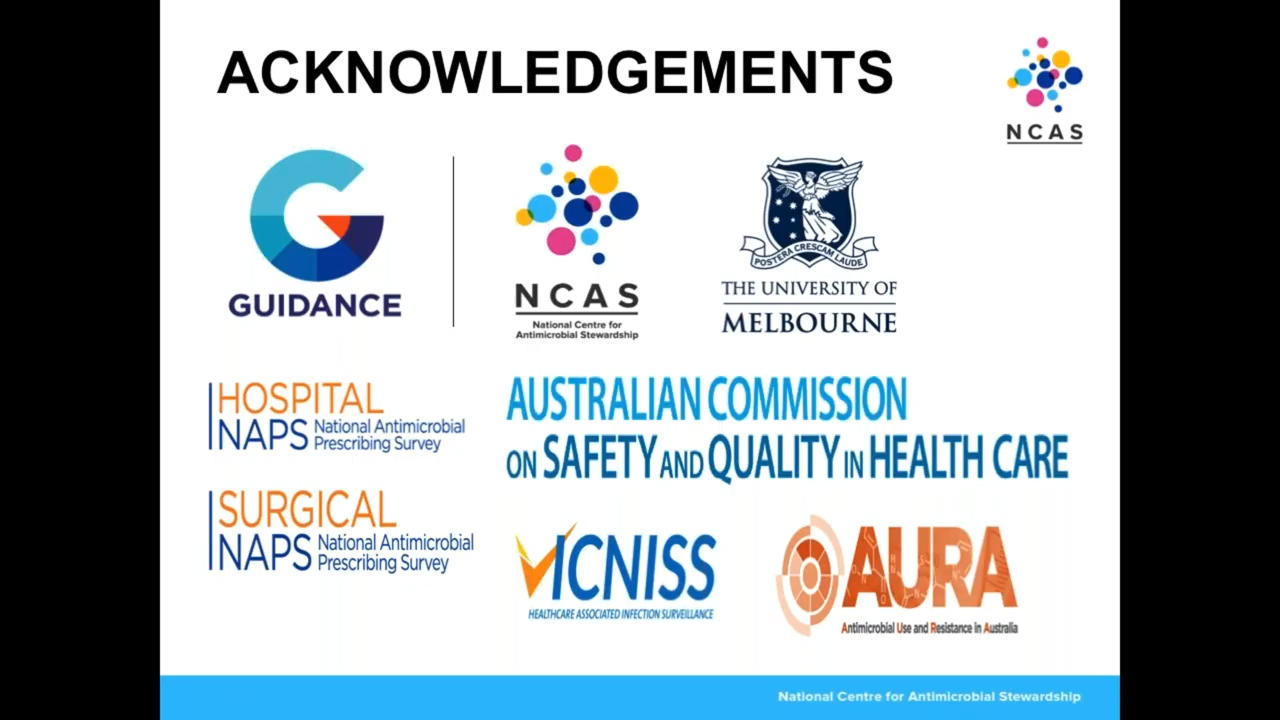 ACKNOWLEDGEMENTS
NCAS
GUIDANCE
NCAS
National Centre for
Antimicrobial Stewardship
POSTERA CRESCAM LAUDE
THE UNIVERSITY OF
MELBOURNE
HOSPITAL
NAPS National Antimicrobial
Prescribing Survey
AUSTRALIAN COMMISSION
ON SAFETY AND QUALITY IN HEALTH CARE
SURGICAL
NAPS National Antimicrobial
Prescribing Survey
VICNISS
HEALTHCARE ASSOCIATED INFECTION SURVEILLANCE
AURA
Antimicrobial Use and Resistance in Australia
National Centre for Antimicrobial Stewardship